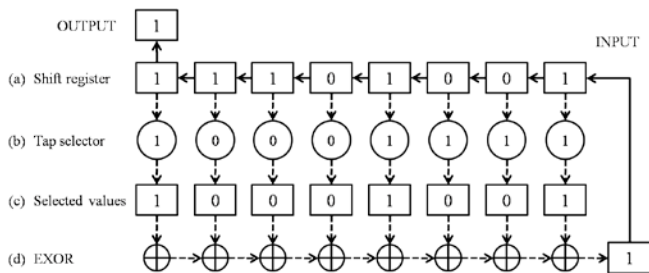 OUTPUT 1
INPUT
(a) Shift register 1 1 1 0 1 0 0 1
(b) Tap selector 1 0 0 0 1 1 1 1
(c) Selected values 1 0 0 0 1 0 0 1
(d) EXOR 1